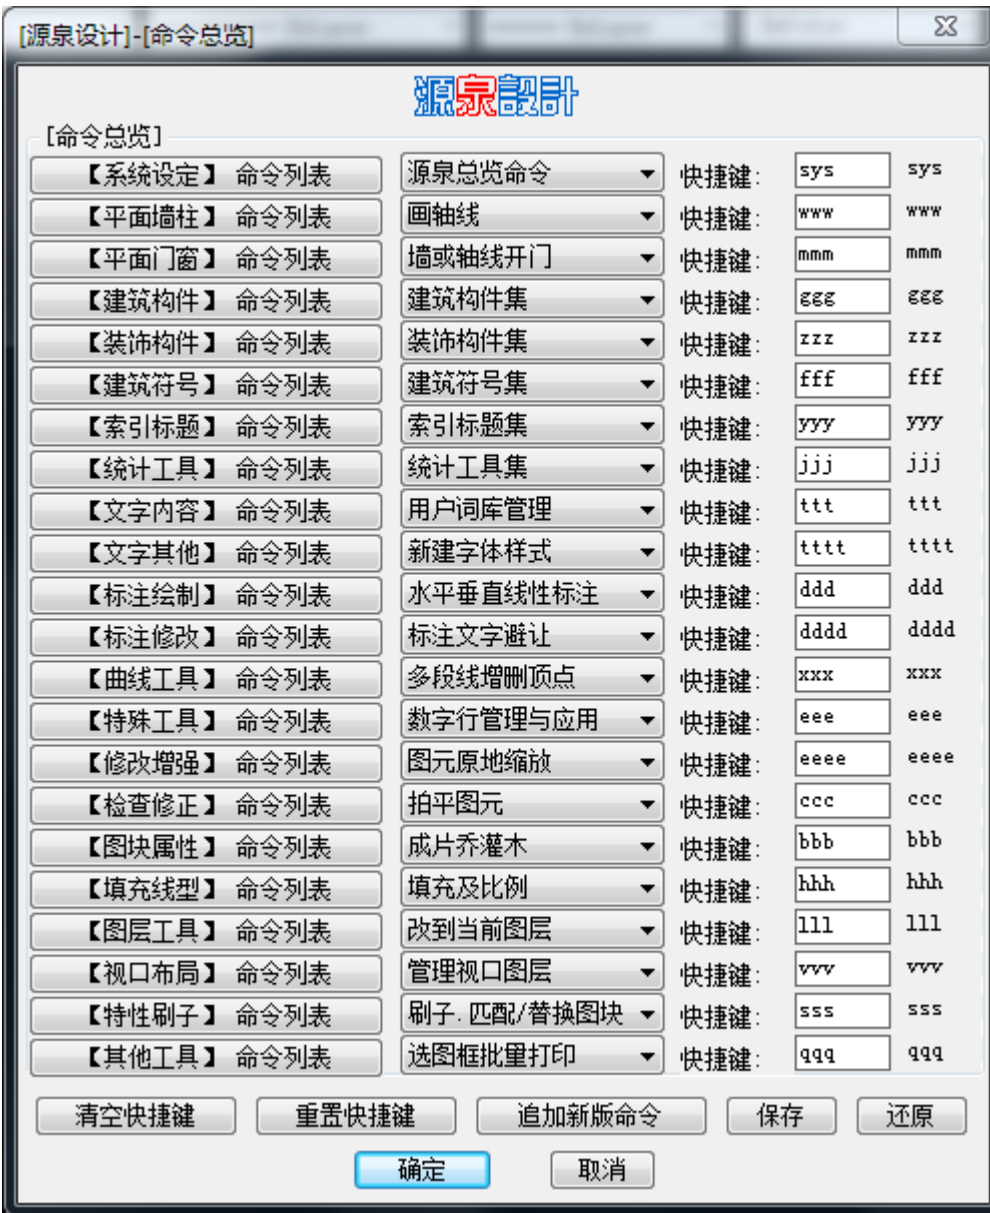 [源泉设计]-[命令总览]
源泉設計
[命令总览]
【系统设定】 命令列表 源泉总览命令 快捷键: sys sys
【平面墙柱】 命令列表 画轴线 快捷键: www www
【平面门窗】 命令列表 墙或轴线开门 快捷键: mmm mmm
【建筑构件】 命令列表 建筑构件集 快捷键: ggg ggg
【装饰构件】 命令列表 装饰构件集 快捷键: zzz zzz
【建筑符号】 命令列表 建筑符号集 快捷键: fff fff
【索引标题】 命令列表 索引标题集 快捷键: yyy yyy
【统计工具】 命令列表 统计工具集 快捷键: jjj jjj
【文字内容】 命令列表 用户词库管理 快捷键: ttt ttt
【文字其他】 命令列表 新建字体样式 快捷键: tttt tttt
【标注绘制】 命令列表 水平垂直线性标注 快捷键: ddd ddd
【标注修改】 命令列表 标注文字避让 快捷键: dddd dddd
【曲线工具】 命令列表 多段线增删顶点 快捷键: xxx xxx
【特殊工具】 命令列表 数字行管理与应用 快捷键: eee eee
【修改增强】 命令列表 图元原地缩放 快捷键: eeee eeee
【检查修正】 命令列表 拍平图元 快捷键: ccc ccc
【图块属性】 命令列表 成片乔灌木 快捷键: bbb bbb
【填充线型】 命令列表 填充及比例 快捷键: hhh hhh
【图层工具】 命令列表 改到当前图层 快捷键: lll lll
【视口布局】 命令列表 管理视口图层 快捷键: vvv vvv
【特性刷子】 命令列表 刷子.匹配/替换图块 快捷键: sss sss
【其他工具】 命令列表 选图框批量打印 快捷键: qqq qqq
清空快捷键 重置快捷键 追加新版命令 保存 还原
确定 取消